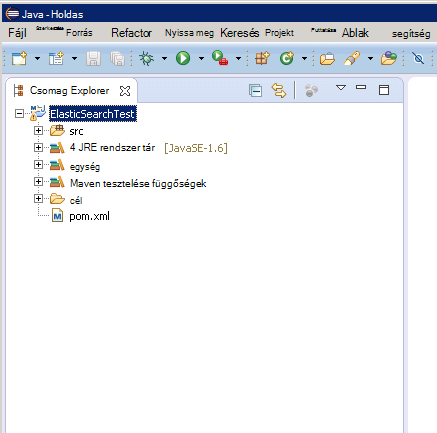 Java - Holdas
Fájl Szerkesztés Forrás Refactor Nyissa meg Keresés Projekt Futtatása Ablak segítség
Csomag Explorer
ElasticSearchTest
src
4 JRE rendszer tár [JavaSE-1.6]
egység
Maven tesztelése függőségek
cél
pom.xml